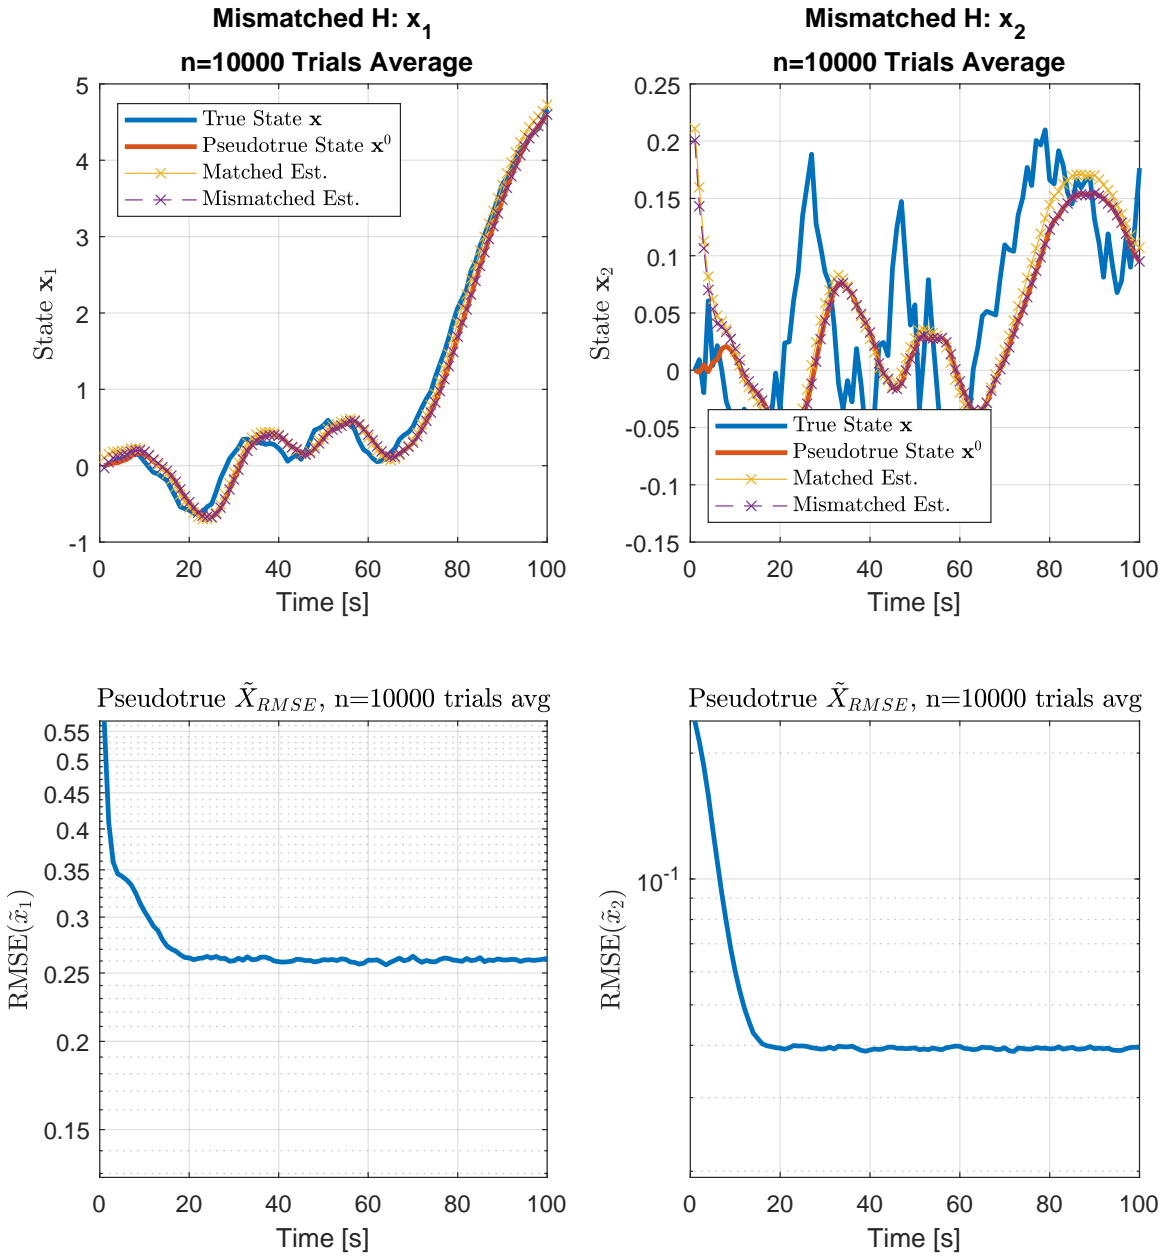 Mismatched H: x₁
n=10000 Trials Average
5
4
3
2
1
0
-1
0
20
40
60
80
100
State x₁
Time [s]
True State x
Pseudotrue State x⁰
Matched Est.
Mismatched Est.
Mismatched H: x₂
n=10000 Trials Average
0.25
0.2
0.15
0.1
0.05
0
-0.05
-0.1
-0.15
0
20
40
60
80
100
State x₂
Time [s]
True State x
Pseudotrue State x⁰
Matched Est.
Mismatched Est.
Pseudotrue X̃_RMSE, n=10000 trials avg
0.55
0.5
0.45
0.4
0.35
0.3
0.25
0.2
0.15
0
20
40
60
80
100
RMSE(x̃₁)
Time [s]
Pseudotrue X̃_RMSE, n=10000 trials avg
10⁻¹
0
20
40
60
80
100
RMSE(x̃₂)
Time [s]